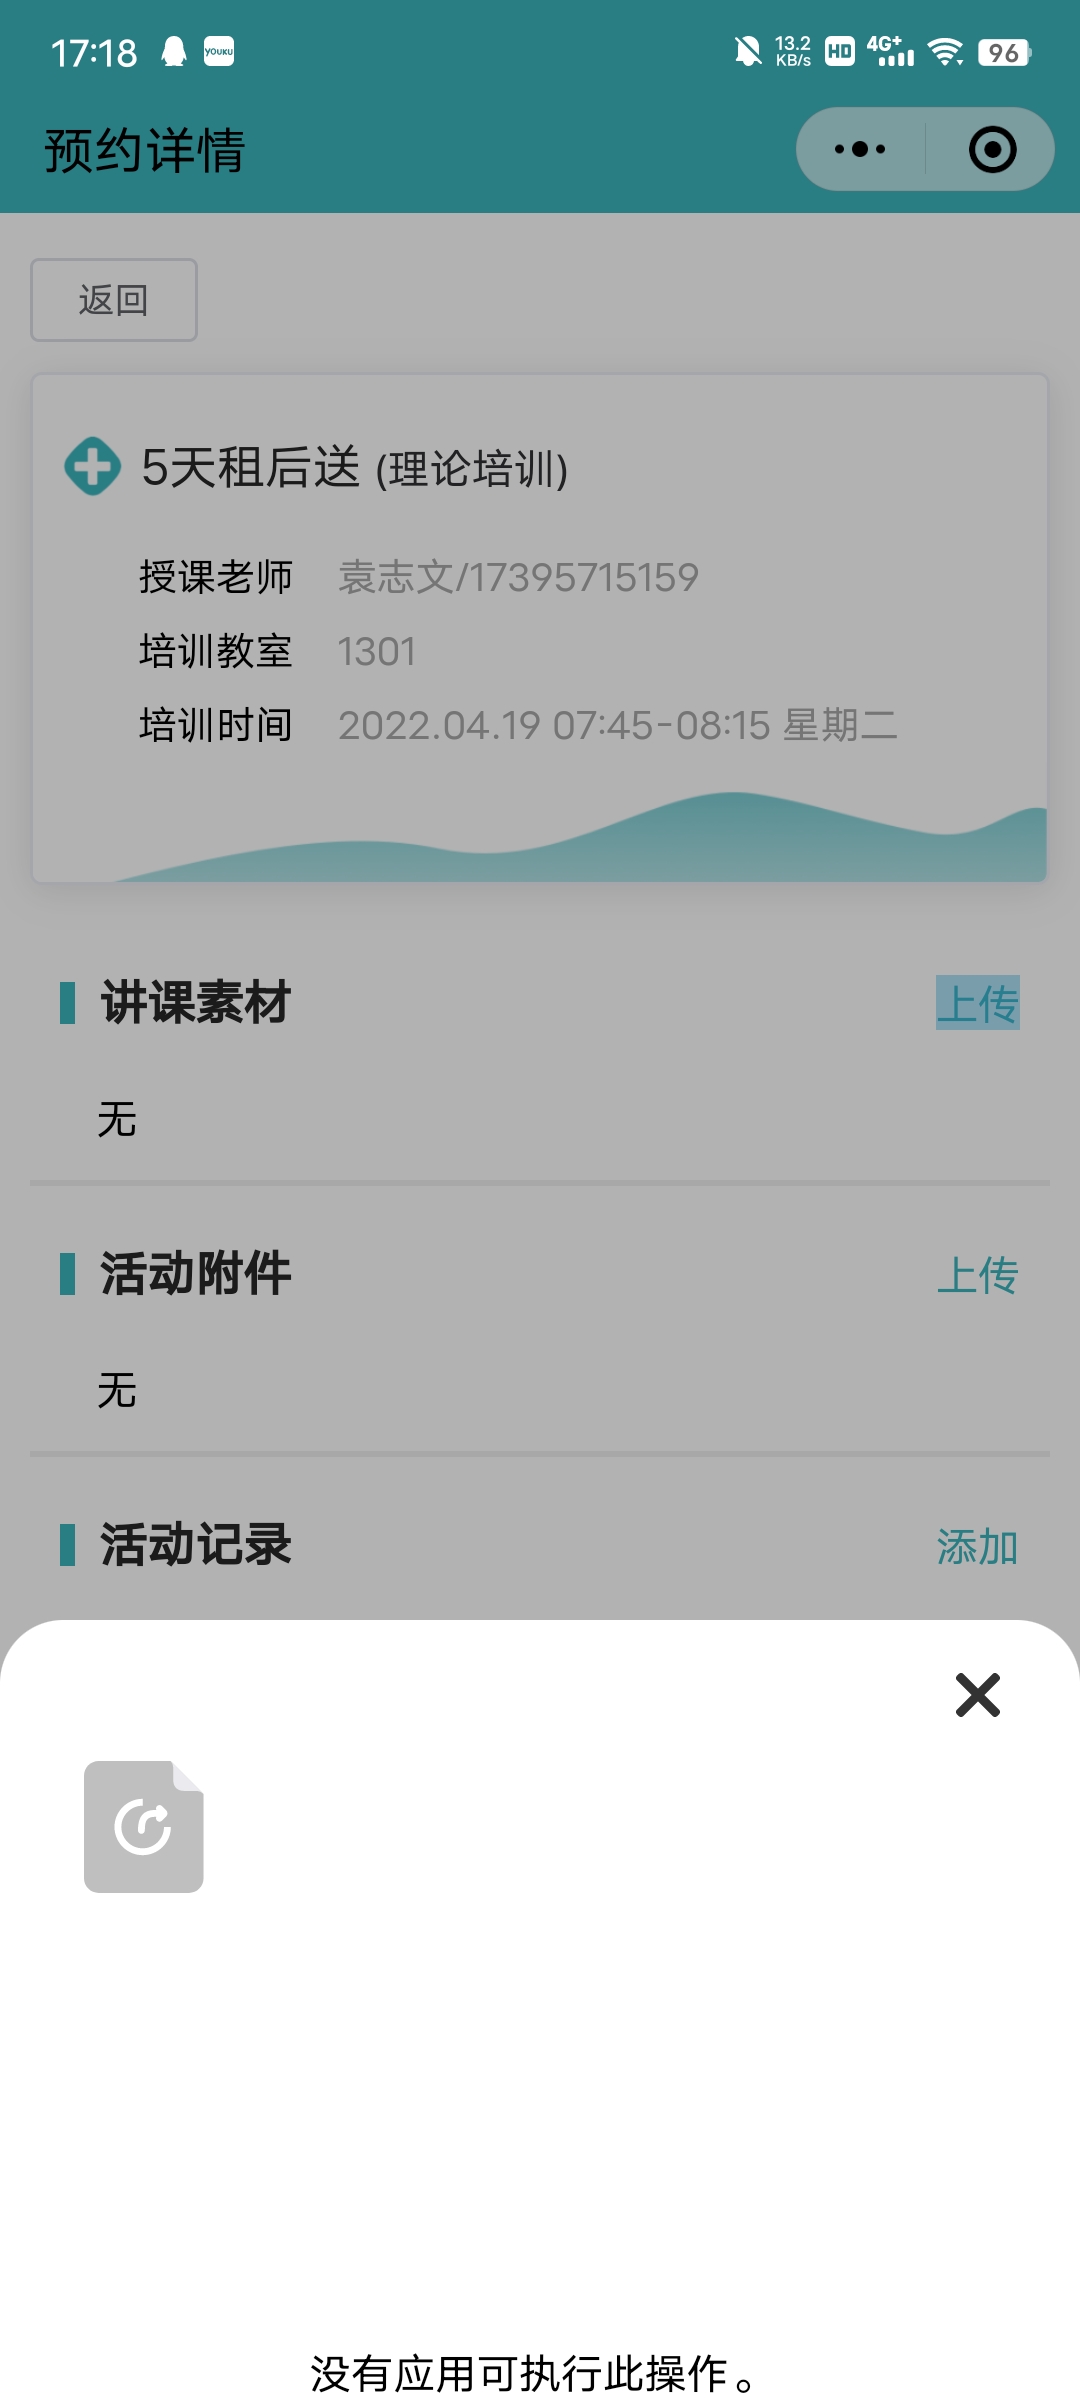 17:18 YOUKU 13.2 KB/s HD 4G+ 96
预约详情
返回
5天租后送 (理论培训)
授课老师 袁志文/17395715159
培训教室 1301
培训时间 2022.04.19 07:45-08:15 星期二
讲课素材 上传
无
活动附件 上传
无
活动记录 添加
没有应用可执行此操作。